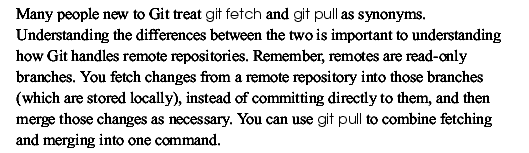 Many people new to Git treat git fetch and git pull as synonyms.
Understanding the differences between the two is important to understanding
how Git handles remote repositories. Remember, remotes are read-only
branches. You fetch changes from a remote repository into those branches
(which are stored locally), instead of committing directly to them, and then
merge those changes as necessary. You can use git pull to combine fetching
and merging into one command.